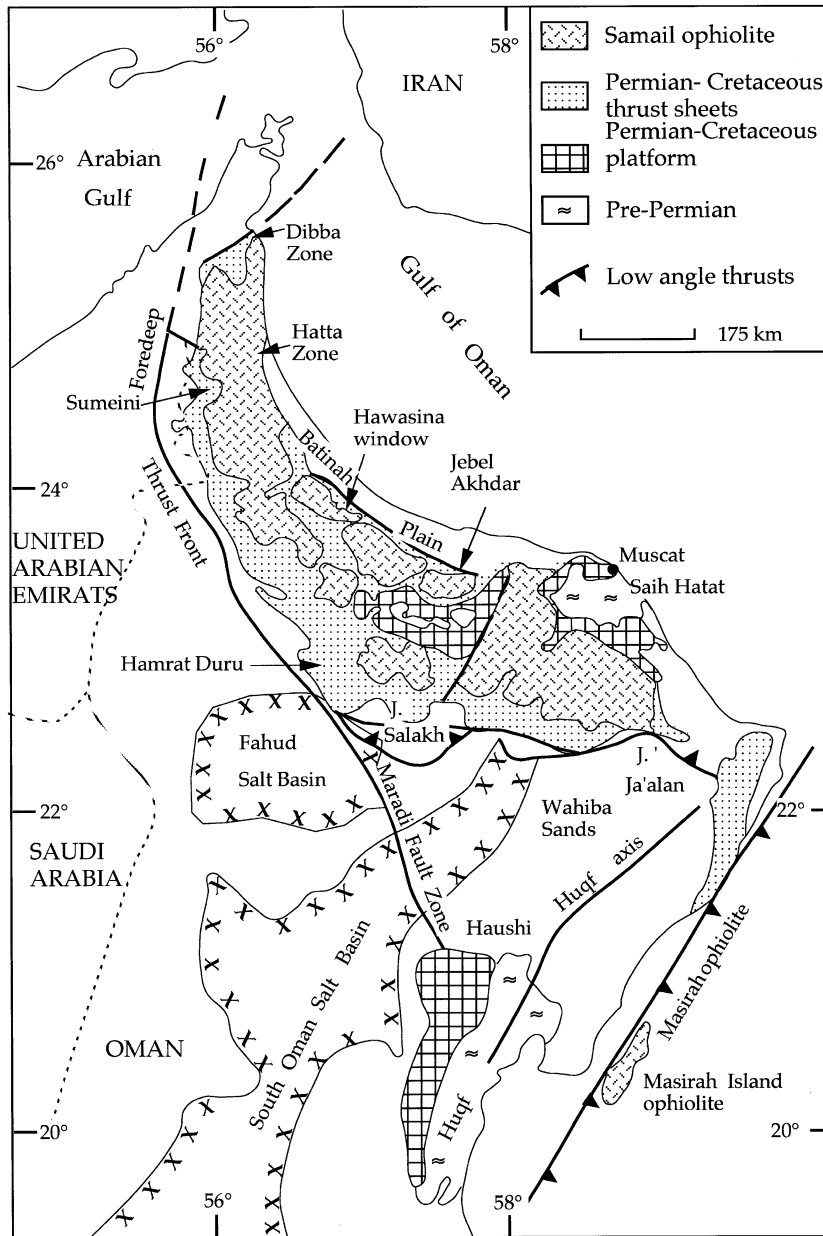 56°
58°
Samail ophiolite
Permian- Cretaceous
thrust sheets
Permian-Cretaceous
platform
Pre-Permian
Low angle thrusts
175 km
IRAN
26°
Arabian
Gulf
Dibba
Zone
Gulf of Oman
Hatta
Zone
Foredeep
Sumeini
Hawasina
window
Batinah
Plain
Jebel
Akhdar
24°
Thrust Front
UNITED
ARABIAN
EMIRATS
Muscat
Saih Hatat
Hamrat Duru
J.
Salakh
Fahud
Salt Basin
J. '
Ja'alan
22°
22°
Maradi Fault Zone
Wahiba
Sands
Huqf axis
SAUDI
ARABIA
Haushi
South Oman Salt Basin
Masirah ophiolite
OMAN
Huqf
Masirah Island
ophiolite
20°
20°
56°
58°